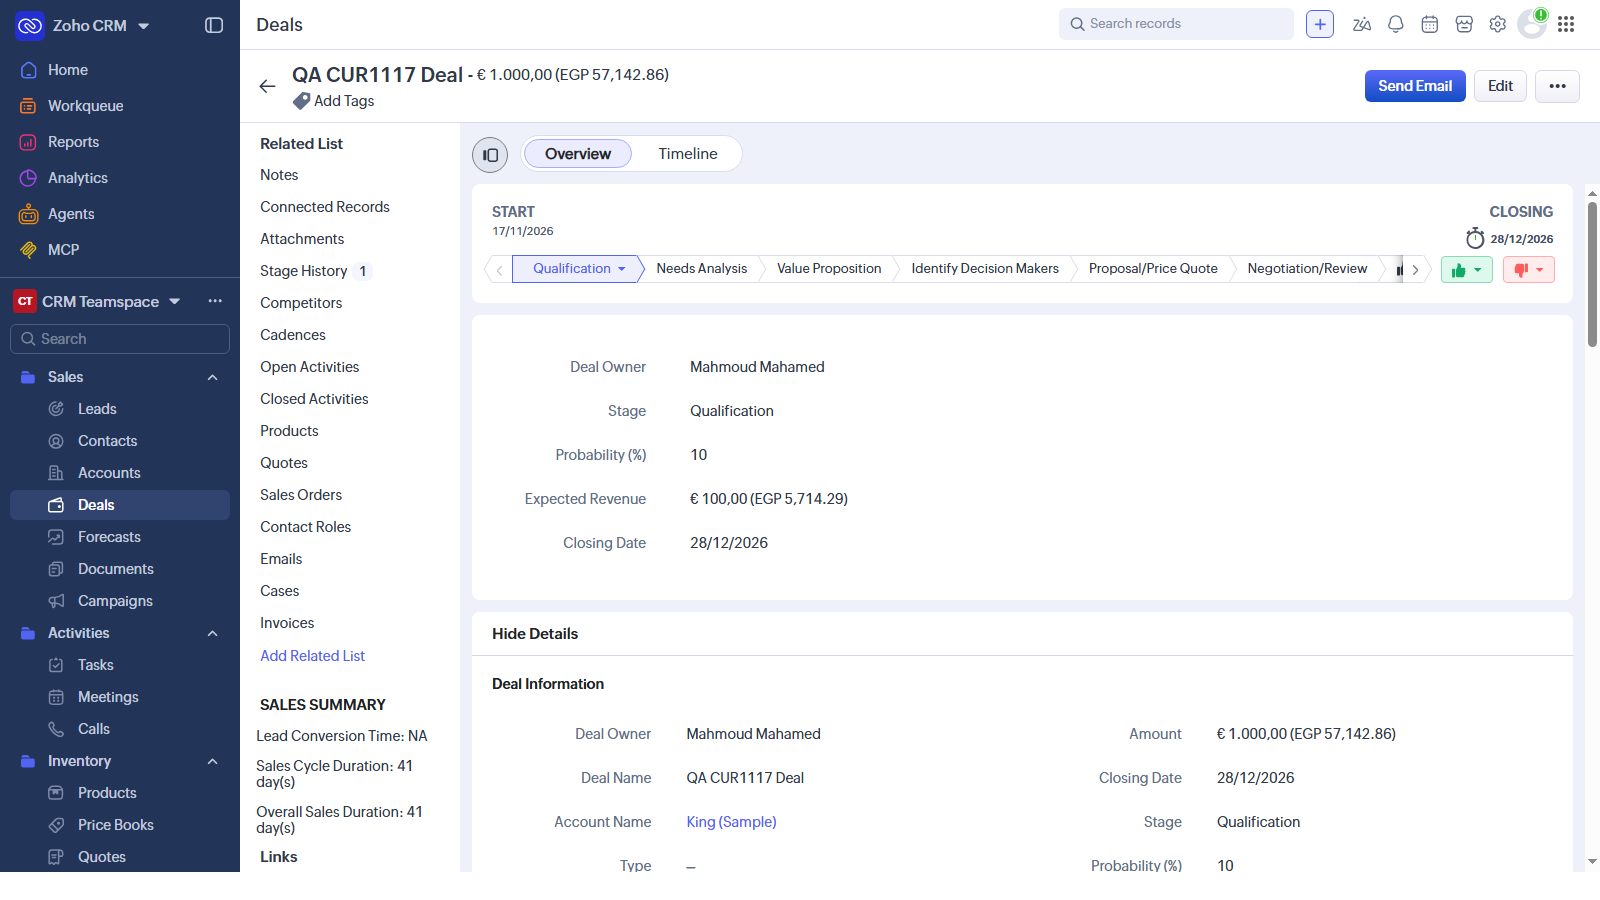 Zoho CRM
Home
Workqueue
Reports
Analytics
Agents
MCP
CT CRM Teamspace
Search
Sales
Leads
Contacts
Accounts
Deals
Forecasts
Documents
Campaigns
Activities
Tasks
Meetings
Calls
Inventory
Products
Price Books
Quotes
Deals
Search records
QA CUR1117 Deal - € 1.000,00 (EGP 57,142.86)
Add Tags
Send Email
Edit
Related List
Notes
Connected Records
Attachments
Stage History 1
Competitors
Cadences
Open Activities
Closed Activities
Products
Quotes
Sales Orders
Contact Roles
Emails
Cases
Invoices
Add Related List
SALES SUMMARY
Lead Conversion Time: NA
Sales Cycle Duration: 41
day(s)
Overall Sales Duration: 41
day(s)
Links
Overview
Timeline
START
17/11/2026
CLOSING
28/12/2026
Qualification
Needs Analysis
Value Proposition
Identify Decision Makers
Proposal/Price Quote
Negotiation/Review
Deal Owner Mahmoud Mahamed
Stage Qualification
Probability (%) 10
Expected Revenue € 100,00 (EGP 5,714.29)
Closing Date 28/12/2026
Hide Details
Deal Information
Deal Owner Mahmoud Mahamed
Amount € 1.000,00 (EGP 57,142.86)
Deal Name QA CUR1117 Deal
Closing Date 28/12/2026
Account Name King (Sample)
Stage Qualification
Type —
Probability (%) 10